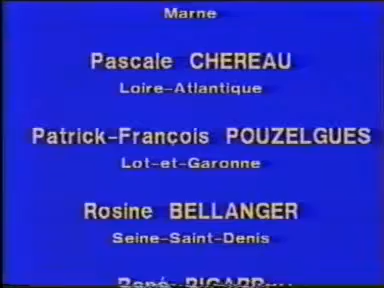 Marne
Pascale CHEREAU
Loire-Atlantique
Patrick-François POUZELGUES
Lot-et-Garonne
Rosine BELLANGER
Seine-Saint-Denis